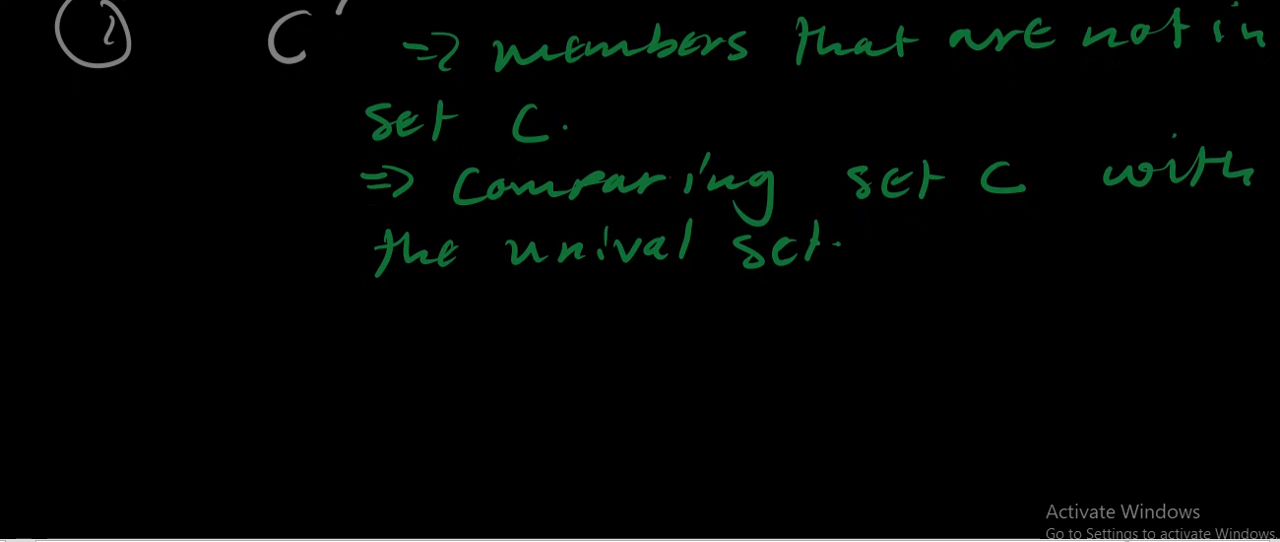 2 C' => members that are not in
set C.
=> Comparing set C with
the unival set.
Activate Windows
Go to Settings to activate Windows.